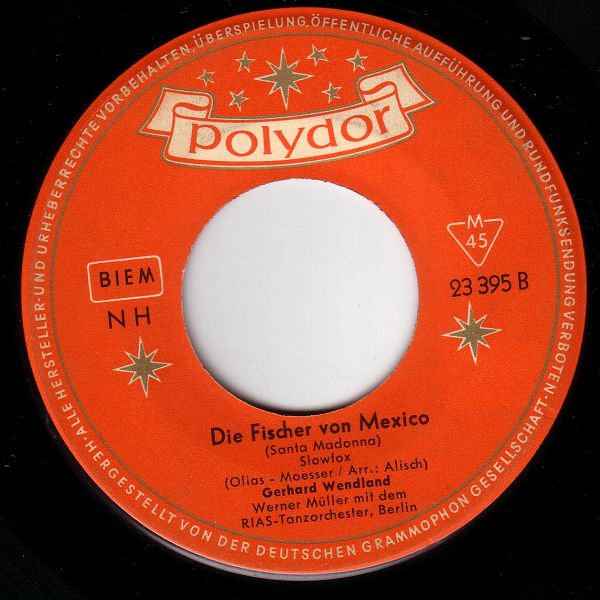 ·ALLE HERSTELLER- UND URHEBERRECHTE VORBEHALTEN, ÜBERSPIELUNG, ÖFFENTLICHE AUFFÜHRUNG UND RUNDFUNKSENDUNG VERBOTEN.
Polydor
BIEM
NH
M
45
23 395 B
Die Fischer von Mexico
(Santa Madonna)
Slowfox
(Olias - Moesser / Arr.: Alisch)
Gerhard Wendland
Werner Müller mit dem
RIAS-Tanzorchester, Berlin
·HERGESTELLT VON DER DEUTSCHEN GRAMMOPHON GESELLSCHAFT·